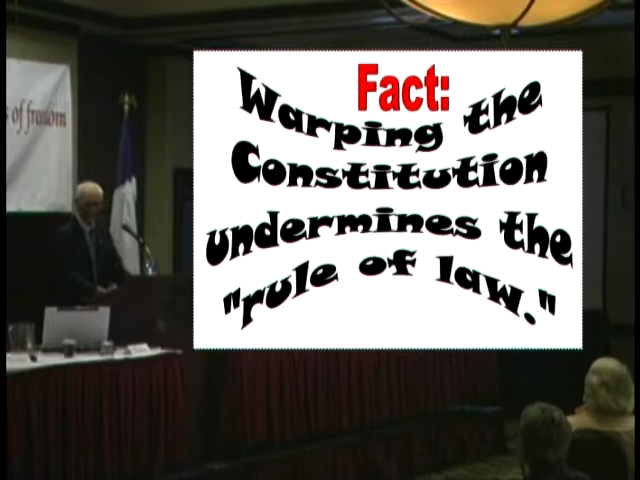 Fact:
Warping the
Constitution
undermines the
"rule of law."
of freedom